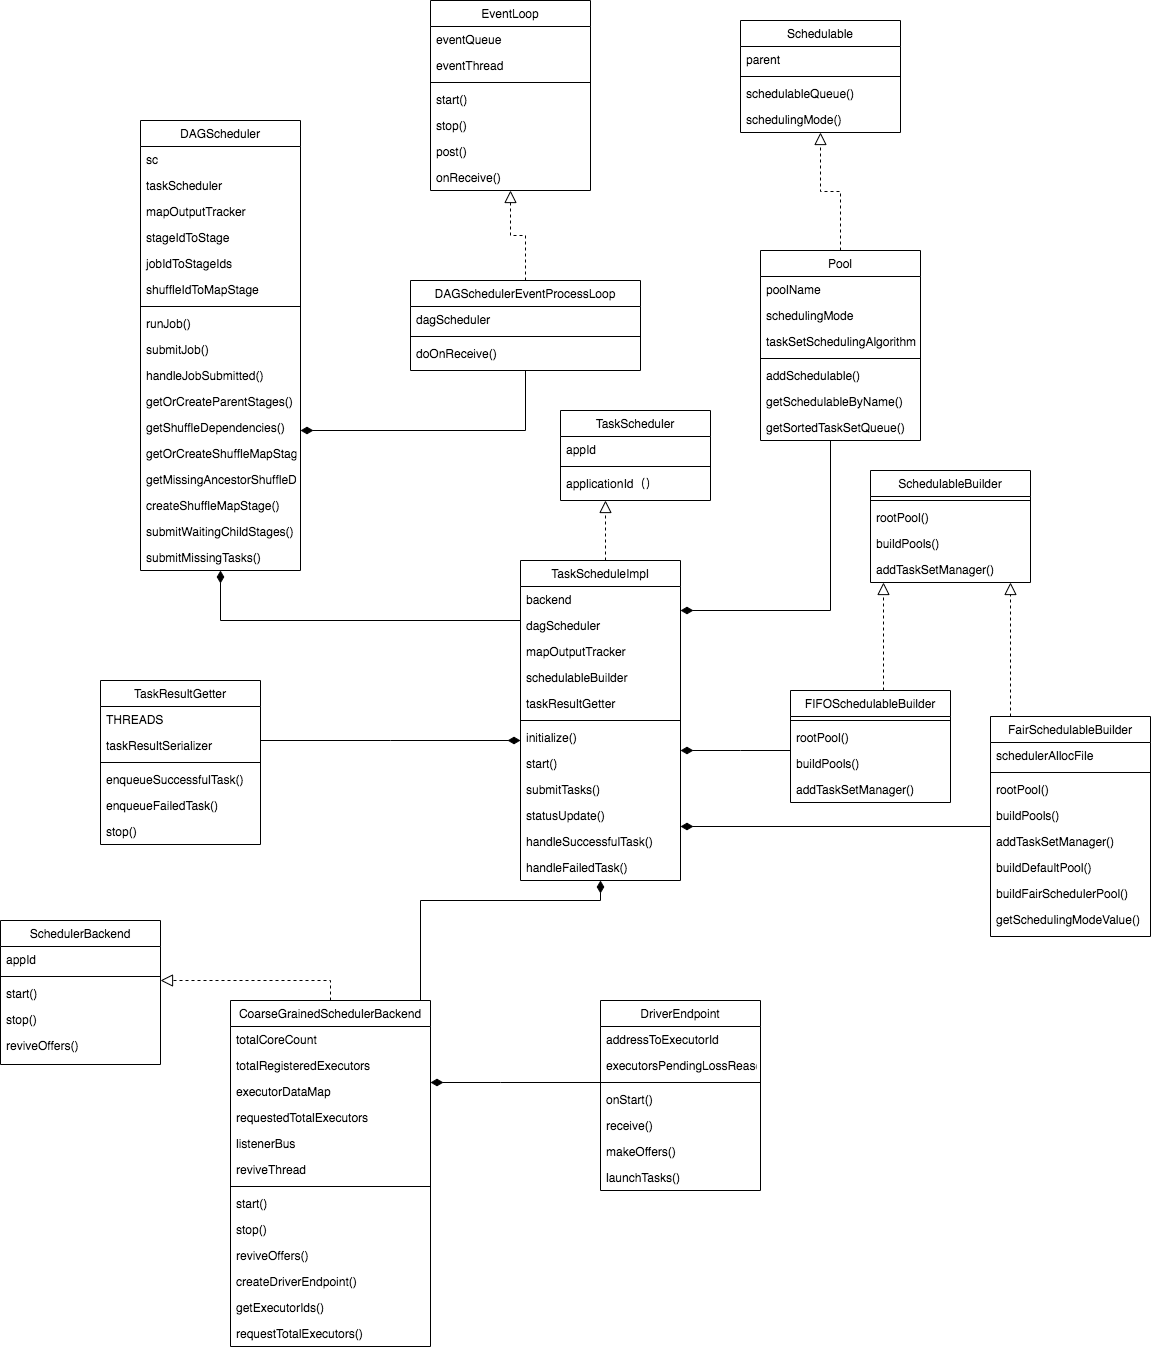 EventLoop
eventQueue
eventThread
start()
stop()
post()
onReceive()
Schedulable
parent
schedulableQueue()
schedulingMode()
DAGScheduler
sc
taskScheduler
mapOutputTracker
stageIdToStage
jobIdToStageIds
shuffleIdToMapStage
runJob()
submitJob()
handleJobSubmitted()
getOrCreateParentStages()
getShuffleDependencies()
getOrCreateShuffleMapStag
getMissingAncestorShuffleD
createShuffleMapStage()
submitWaitingChildStages()
submitMissingTasks()
DAGSchedulerEventProcessLoop
dagScheduler
doOnReceive()
Pool
poolName
schedulingMode
taskSetSchedulingAlgorithm
addSchedulable()
getSchedulableByName()
getSortedTaskSetQueue()
TaskScheduler
appId
applicationId ()
SchedulableBuilder
rootPool()
buildPools()
addTaskSetManager()
TaskScheduleImpl
backend
dagScheduler
mapOutputTracker
schedulableBuilder
taskResultGetter
initialize()
start()
submitTasks()
statusUpdate()
handleSuccessfulTask()
handleFailedTask()
TaskResultGetter
THREADS
taskResultSerializer
enqueueSuccessfulTask()
enqueueFailedTask()
stop()
FIFOSchedulableBuilder
rootPool()
buildPools()
addTaskSetManager()
FairSchedulableBuilder
schedulerAllocFile
rootPool()
buildPools()
addTaskSetManager()
buildDefaultPool()
buildFairSchedulerPool()
getSchedulingModeValue()
SchedulerBackend
appId
start()
stop()
reviveOffers()
CoarseGrainedSchedulerBackend
totalCoreCount
totalRegisteredExecutors
executorDataMap
requestedTotalExecutors
listenerBus
reviveThread
start()
stop()
reviveOffers()
createDriverEndpoint()
getExecutorIds()
requestTotalExecutors()
DriverEndpoint
addressToExecutorId
executorsPendingLossReas
onStart()
receive()
makeOffers()
launchTasks()